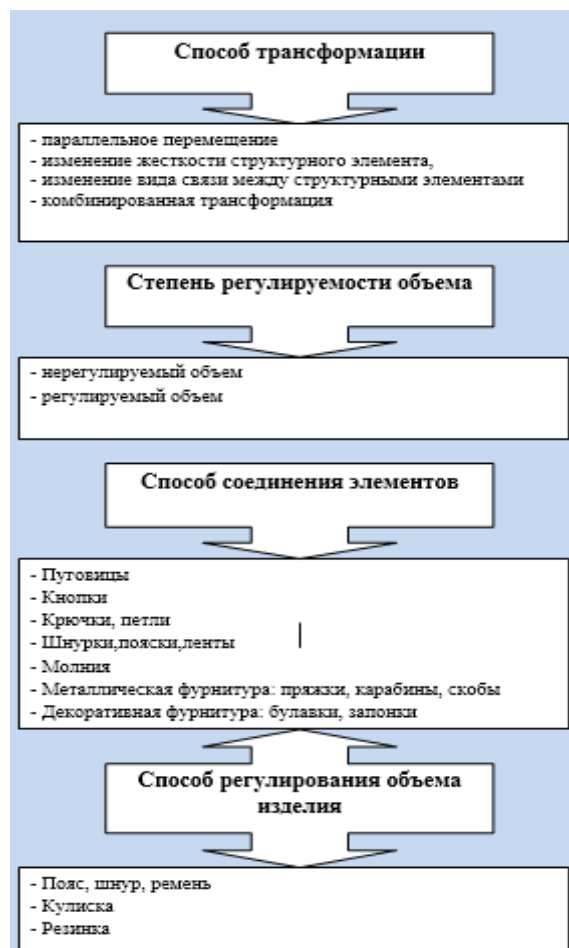 Способ трансформации
- параллельное перемещение
- изменение жесткости структурного элемента,
- изменение вида связи между структурными элементами
- комбинированная трансформация
Степень регулируемости объема
- нерегулируемый объем
- регулируемый объем
Способ соединения элементов
- Пуговицы
- Кнопки
- Крючки, петли
- Шнурки,пояски,ленты
- Молния
- Металлическая фурнитура: пряжки, карабины, скобы
- Декоративная фурнитура: булавки, запонки
Способ регулирования объема
изделия
- Пояс, шнур, ремень
- Кулиска
- Резинка